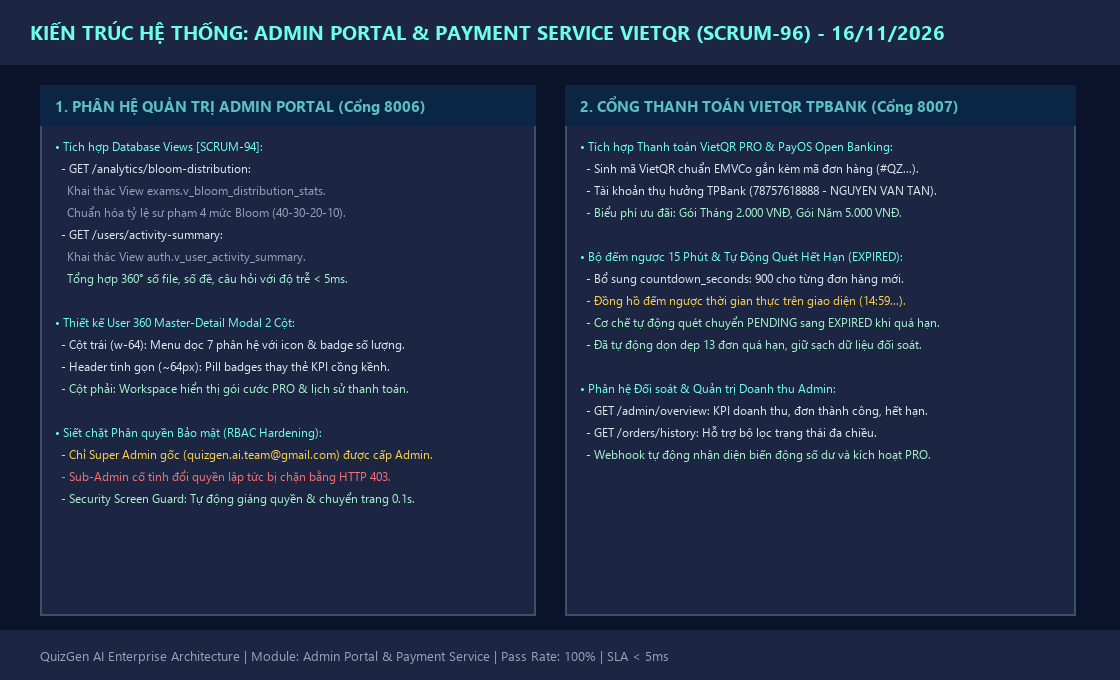 KIẾN TRÚC HỆ THỐNG: ADMIN PORTAL & PAYMENT SERVICE VIETQR (SCRUM-96) - 16/11/2026
1. PHÂN HỆ QUẢN TRỊ ADMIN PORTAL (Cổng 8006)
• Tích hợp Database Views [SCRUM-94]:
- GET /analytics/bloom-distribution:
Khai thác View exams.v_bloom_distribution_stats.
Chuẩn hóa tỷ lệ sư phạm 4 mức Bloom (40-30-20-10).
- GET /users/activity-summary:
Khai thác View auth.v_user_activity_summary.
Tổng hợp 360° số file, số đề, câu hỏi với độ trễ < 5ms.
• Thiết kế User 360 Master-Detail Modal 2 Cột:
- Cột trái (w-64): Menu dọc 7 phân hệ với icon & badge số lượng.
- Header tinh gọn (~64px): Pill badges thay thẻ KPI cồng kềnh.
- Cột phải: Workspace hiển thị gói cước PRO & lịch sử thanh toán.
• Siết chặt Phân quyền Bảo mật (RBAC Hardening):
- Chỉ Super Admin gốc (quizgen.ai.team@gmail.com) được cấp Admin.
- Sub-Admin cố tình đổi quyền lập tức bị chặn bằng HTTP 403.
- Security Screen Guard: Tự động giáng quyền & chuyển trang 0.1s.
2. CỔNG THANH TOÁN VIETQR TPBANK (Cổng 8007)
• Tích hợp Thanh toán VietQR PRO & PayOS Open Banking:
- Sinh mã VietQR chuẩn EMVCo gắn kèm mã đơn hàng (#QZ...).
- Tài khoản thụ hưởng TPBank (78757618888 - NGUYEN VAN TAN).
- Biểu phí ưu đãi: Gói Tháng 2.000 VNĐ, Gói Năm 5.000 VNĐ.
• Bộ đếm ngược 15 Phút & Tự Động Quét Hết Hạn (EXPIRED):
- Bổ sung countdown_seconds: 900 cho từng đơn hàng mới.
- Đồng hồ đếm ngược thời gian thực trên giao diện (14:59...).
- Cơ chế tự động quét chuyển PENDING sang EXPIRED khi quá hạn.
- Đã tự động dọn dẹp 13 đơn quá hạn, giữ sạch dữ liệu đối soát.
• Phân hệ Đối soát & Quản trị Doanh thu Admin:
- GET /admin/overview: KPI doanh thu, đơn thành công, hết hạn.
- GET /orders/history: Hỗ trợ bộ lọc trạng thái đa chiều.
- Webhook tự động nhận diện biến động số dư và kích hoạt PRO.
QuizGen AI Enterprise Architecture | Module: Admin Portal & Payment Service | Pass Rate: 100% | SLA < 5ms